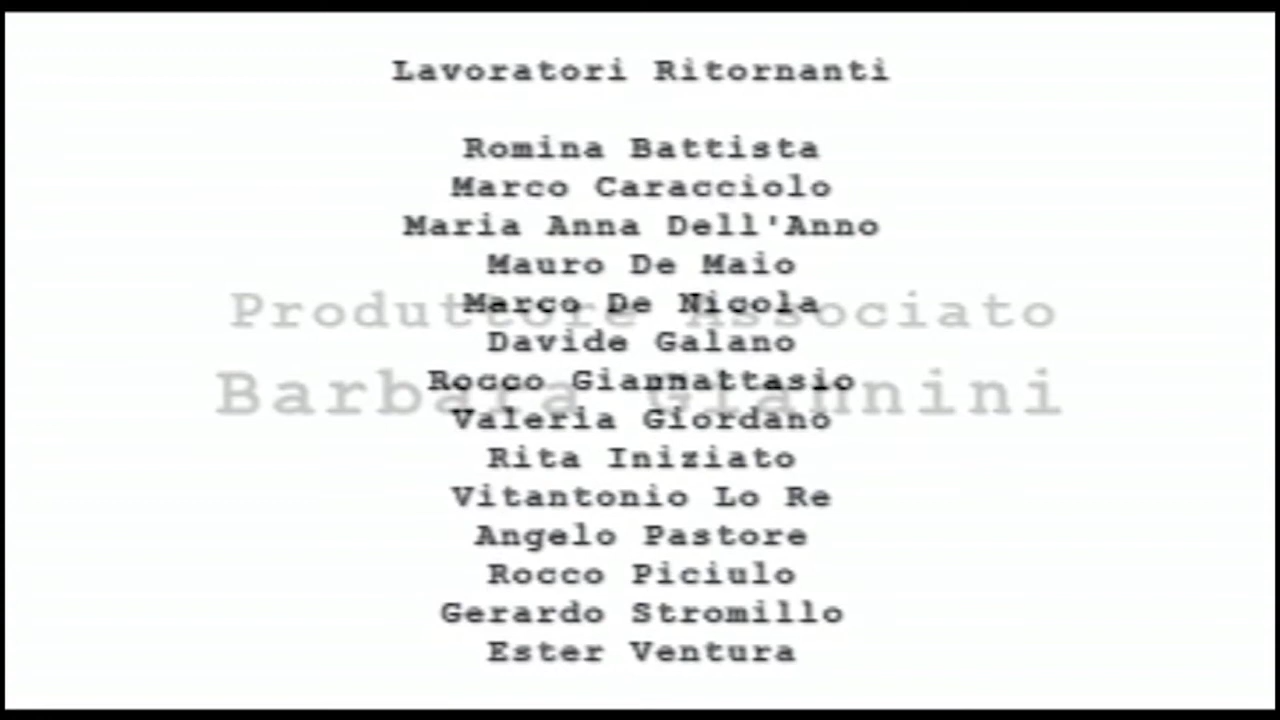 Lavoratori Ritornanti
Romina Battista
Marco Caracciolo
Maria Anna Dell'Anno
Mauro De Maio
Marco De Nicola
Produttore Associato
Davide Galano
Rocco Giannattasio
Barbara Giannini
Valeria Giordano
Rita Iniziato
Vitantonio Lo Re
Angelo Pastore
Rocco Piciulo
Gerardo Stromillo
Ester Ventura